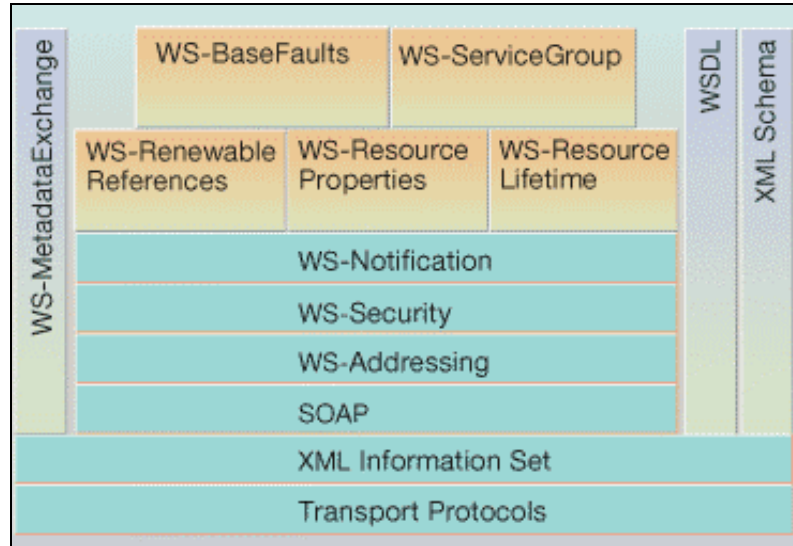 WS-MetadataExchange
WS-BaseFaults
WS-ServiceGroup
WS-Renewable
References
WS-Resource
Properties
WS-Resource
Lifetime
WS-Notification
WS-Security
WS-Addressing
SOAP
WSDL
XML Schema
XML Information Set
Transport Protocols